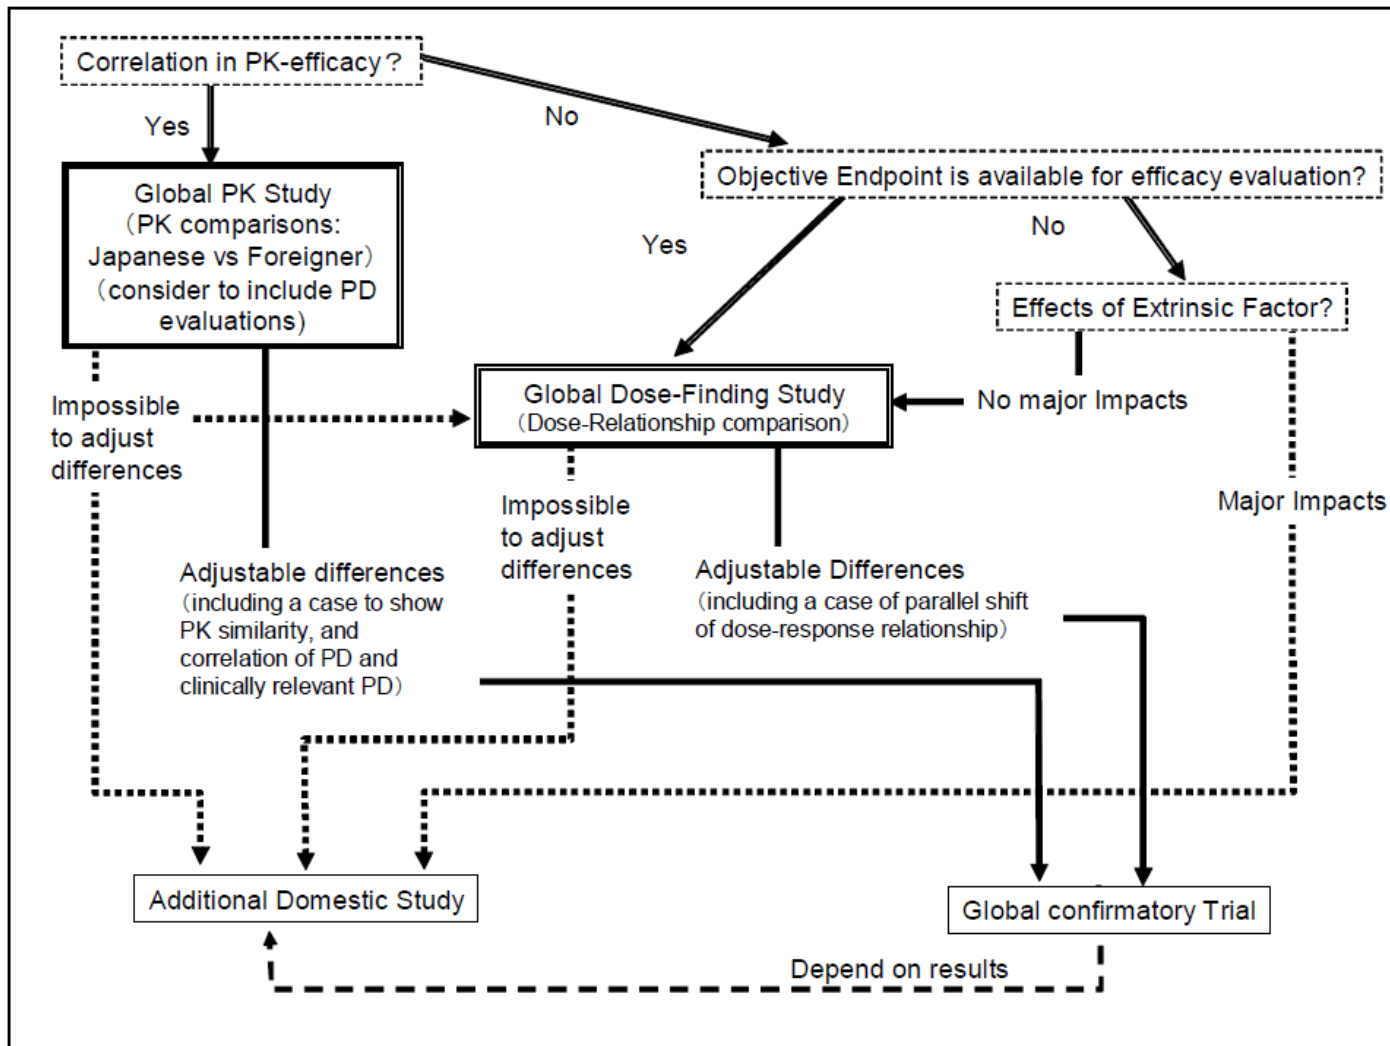 Correlation in PK-efficacy？
Yes
No
Global PK Study
（PK comparisons:
Japanese vs Foreigner）
（consider to include PD
evaluations)
Objective Endpoint is available for efficacy evaluation?
Yes
No
Effects of Extrinsic Factor?
Impossible
to adjust
differences
Global Dose-Finding Study
（Dose-Relationship comparison）
No major Impacts
Major Impacts
Impossible
to adjust
differences
Adjustable differences
（including a case to show
PK similarity, and
correlation of PD and
clinically relevant PD）
Adjustable Differences
（including a case of parallel shift
of dose-response relationship）
Additional Domestic Study
Global confirmatory Trial
Depend on results